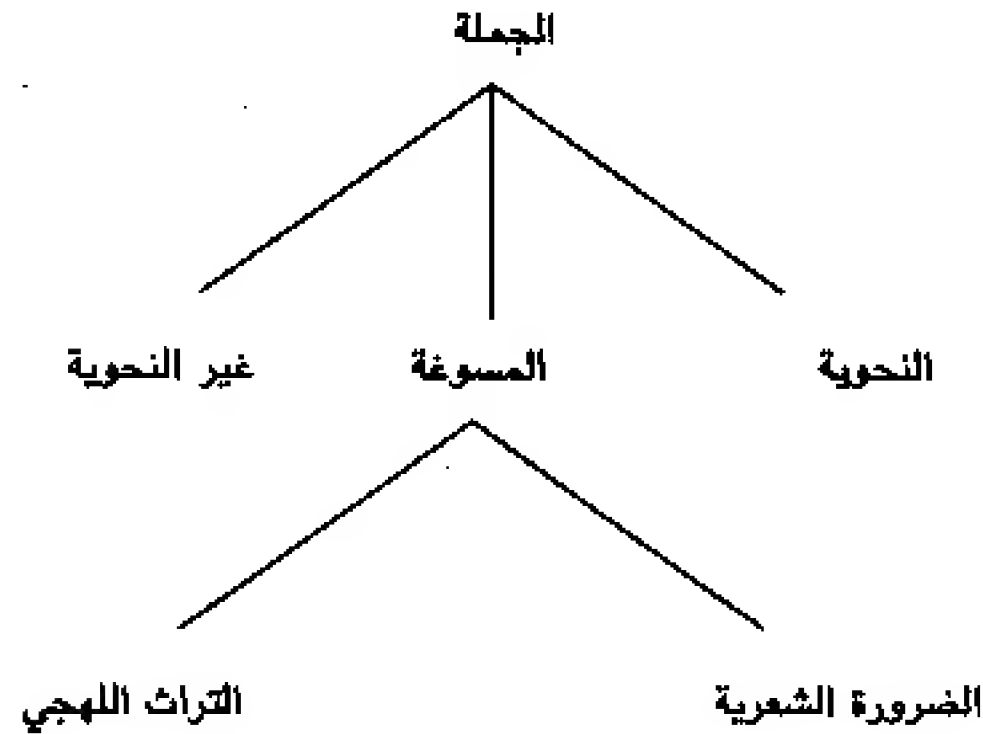 الجملة
النحوية
المسوغة
غير النحوية
الضرورة الشعرية
التراث اللهجي